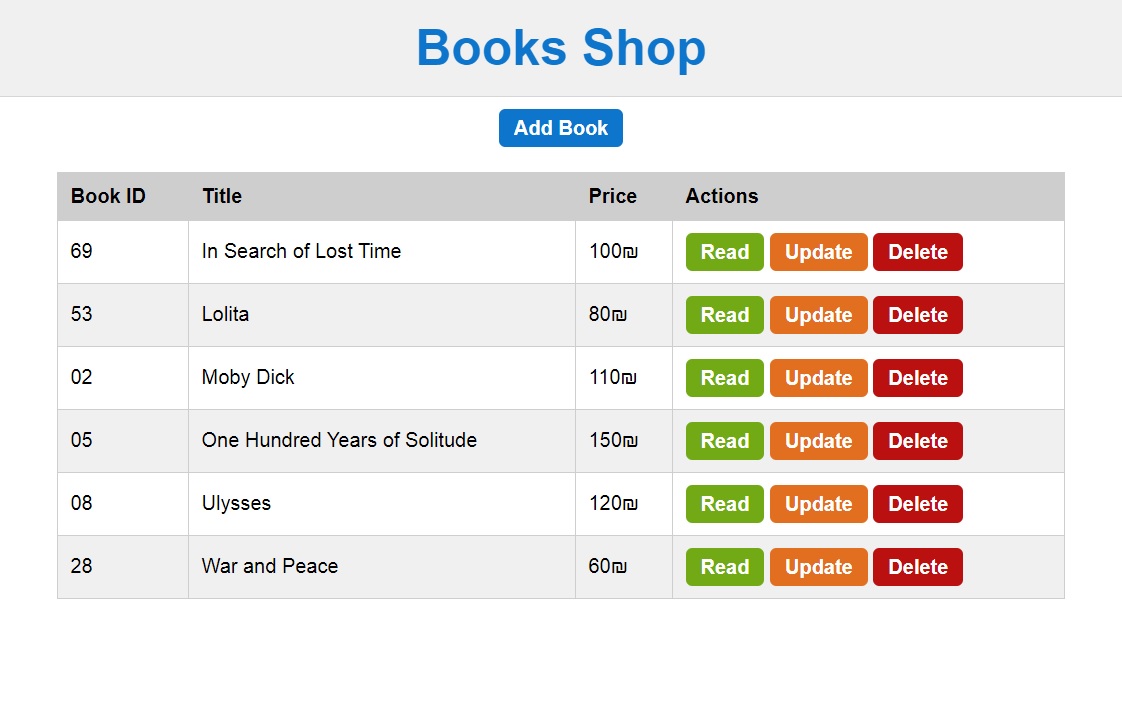 Books Shop
Add Book
Book ID Title Price Actions
69 In Search of Lost Time 100₪ Read Update Delete
53 Lolita 80₪ Read Update Delete
02 Moby Dick 110₪ Read Update Delete
05 One Hundred Years of Solitude 150₪ Read Update Delete
08 Ulysses 120₪ Read Update Delete
28 War and Peace 60₪ Read Update Delete